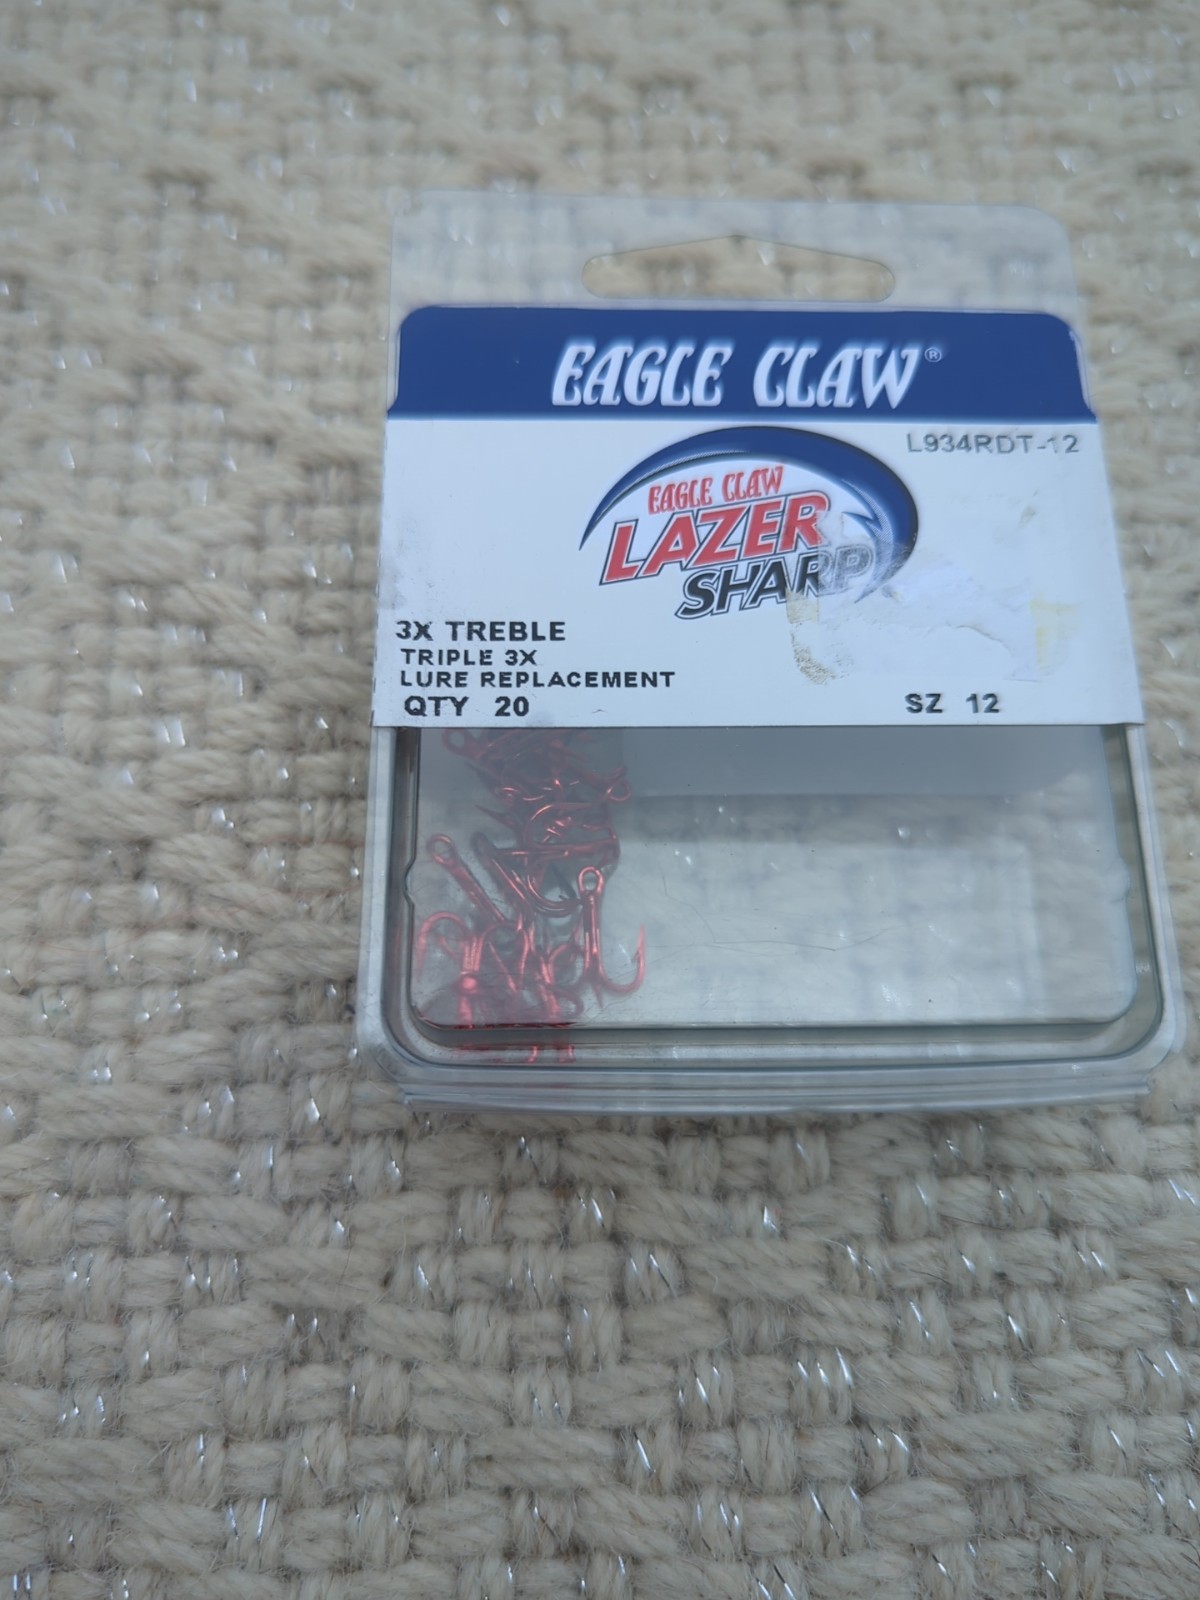 EAGLE CLAW®
L934RDT-12
EAGLE CLAW
LAZER
SHARP
3X TREBLE
TRIPLE 3X
LURE REPLACEMENT
QTY 20
SZ 12